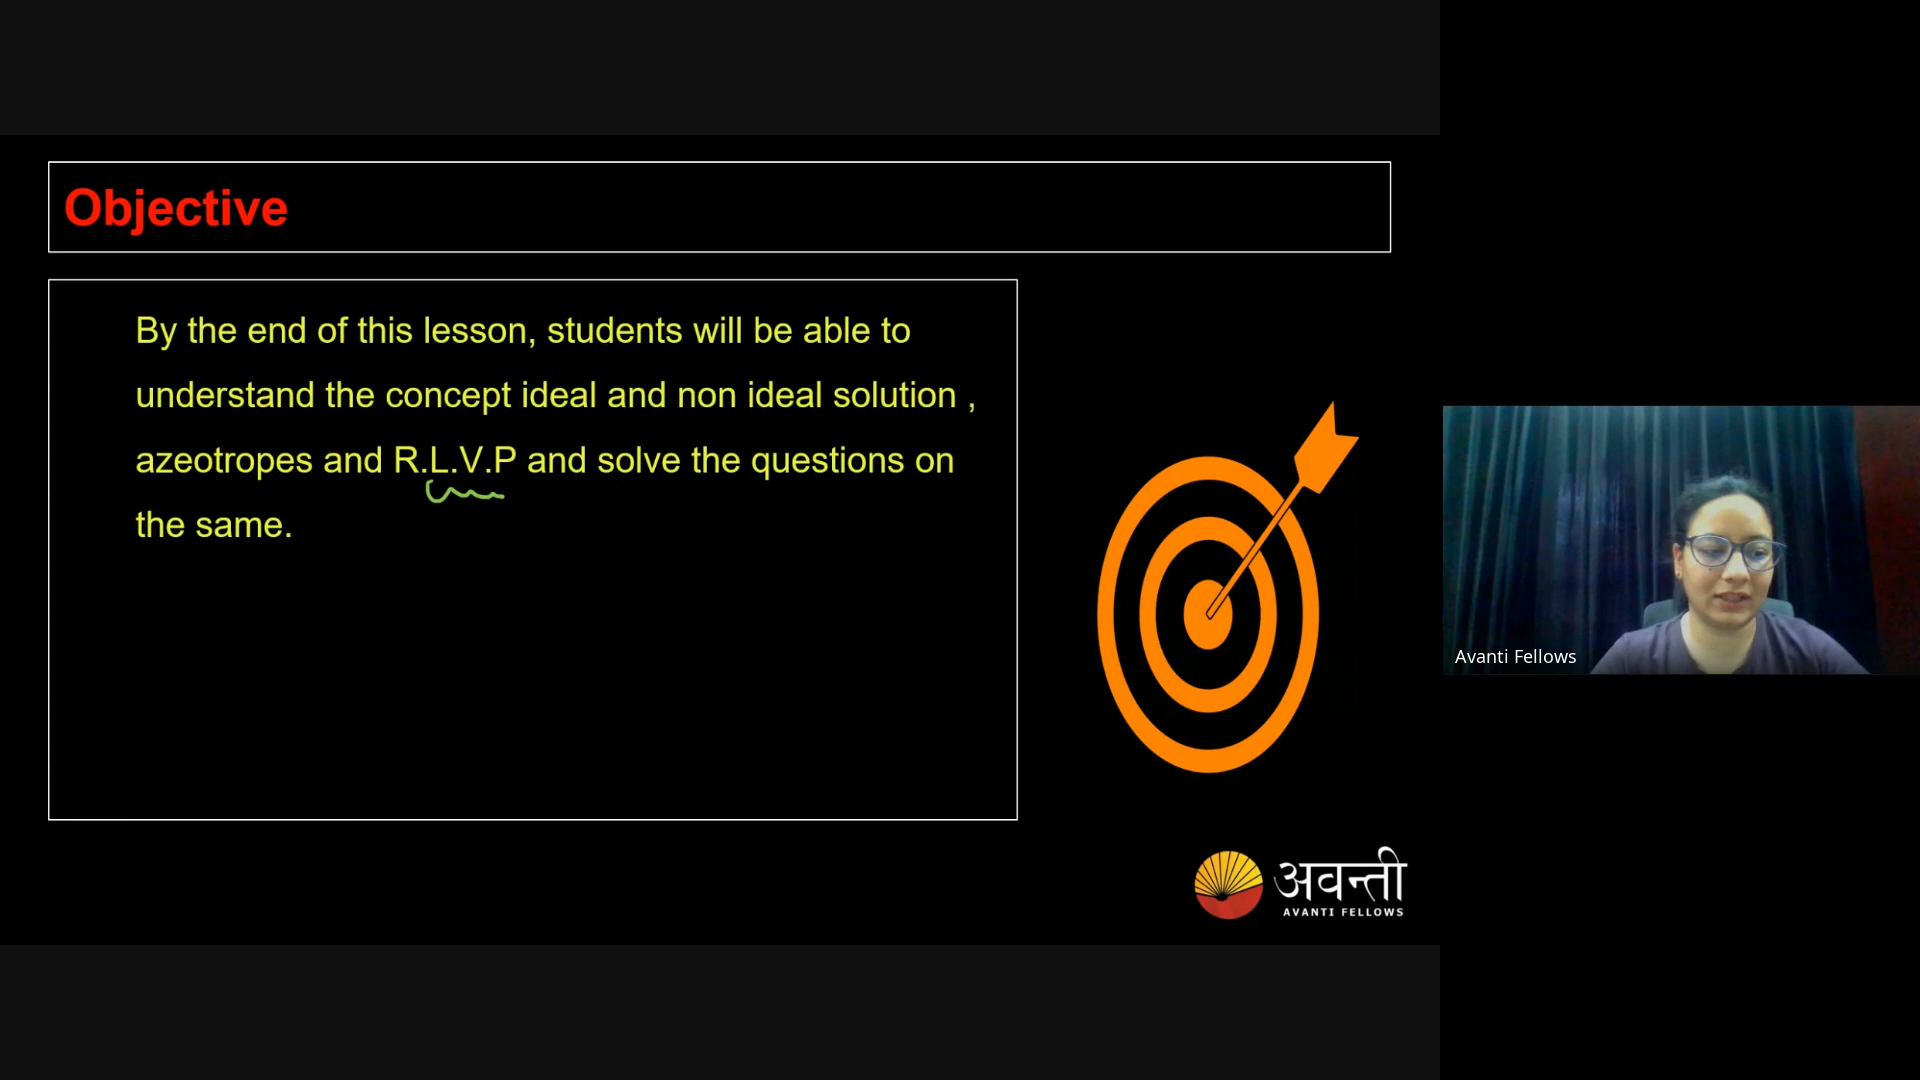 Objective
By the end of this lesson, students will be able to
understand the concept ideal and non ideal solution ,
azeotropes and R.L.V.P and solve the questions on
the same.
Avanti Fellows
अवन्ती
AVANTI FELLOWS